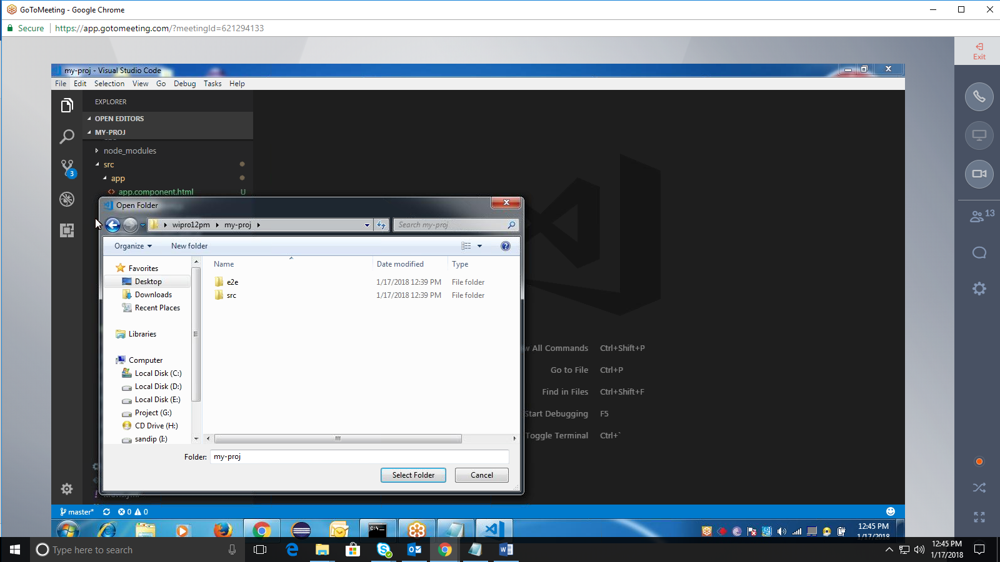 GoToMeeting - Google Chrome
Secure https://app.gotomeeting.com/?meetingId=621294133
Exit
my-proj - Visual Studio Code
File Edit Selection View Go Debug Tasks Help
EXPLORER
OPEN EDITORS
MY-PROJ
node_modules
src
app
app.component.html U
3
13
Open Folder
wipro12pm my-proj
Search my-proj
Organize New folder
Name Date modified Type
Favorites
Desktop
Downloads
Recent Places
Libraries
Computer
Local Disk (C:)
Local Disk (D:)
Local Disk (E:)
Project (G:)
CD Drive (H:)
sandip (I:)
e2e 1/17/2018 12:39 PM File folder
src 1/17/2018 12:39 PM File folder
Folder: my-proj
Select Folder Cancel
All Commands Ctrl+Shift+P
Go to File Ctrl+P
Find in Files Ctrl+Shift+F
Start Debugging F5
Toggle Terminal Ctrl+`
master* 0 0
12:45 PM
1/17/2018
Type here to search
12:45 PM
1/17/2018